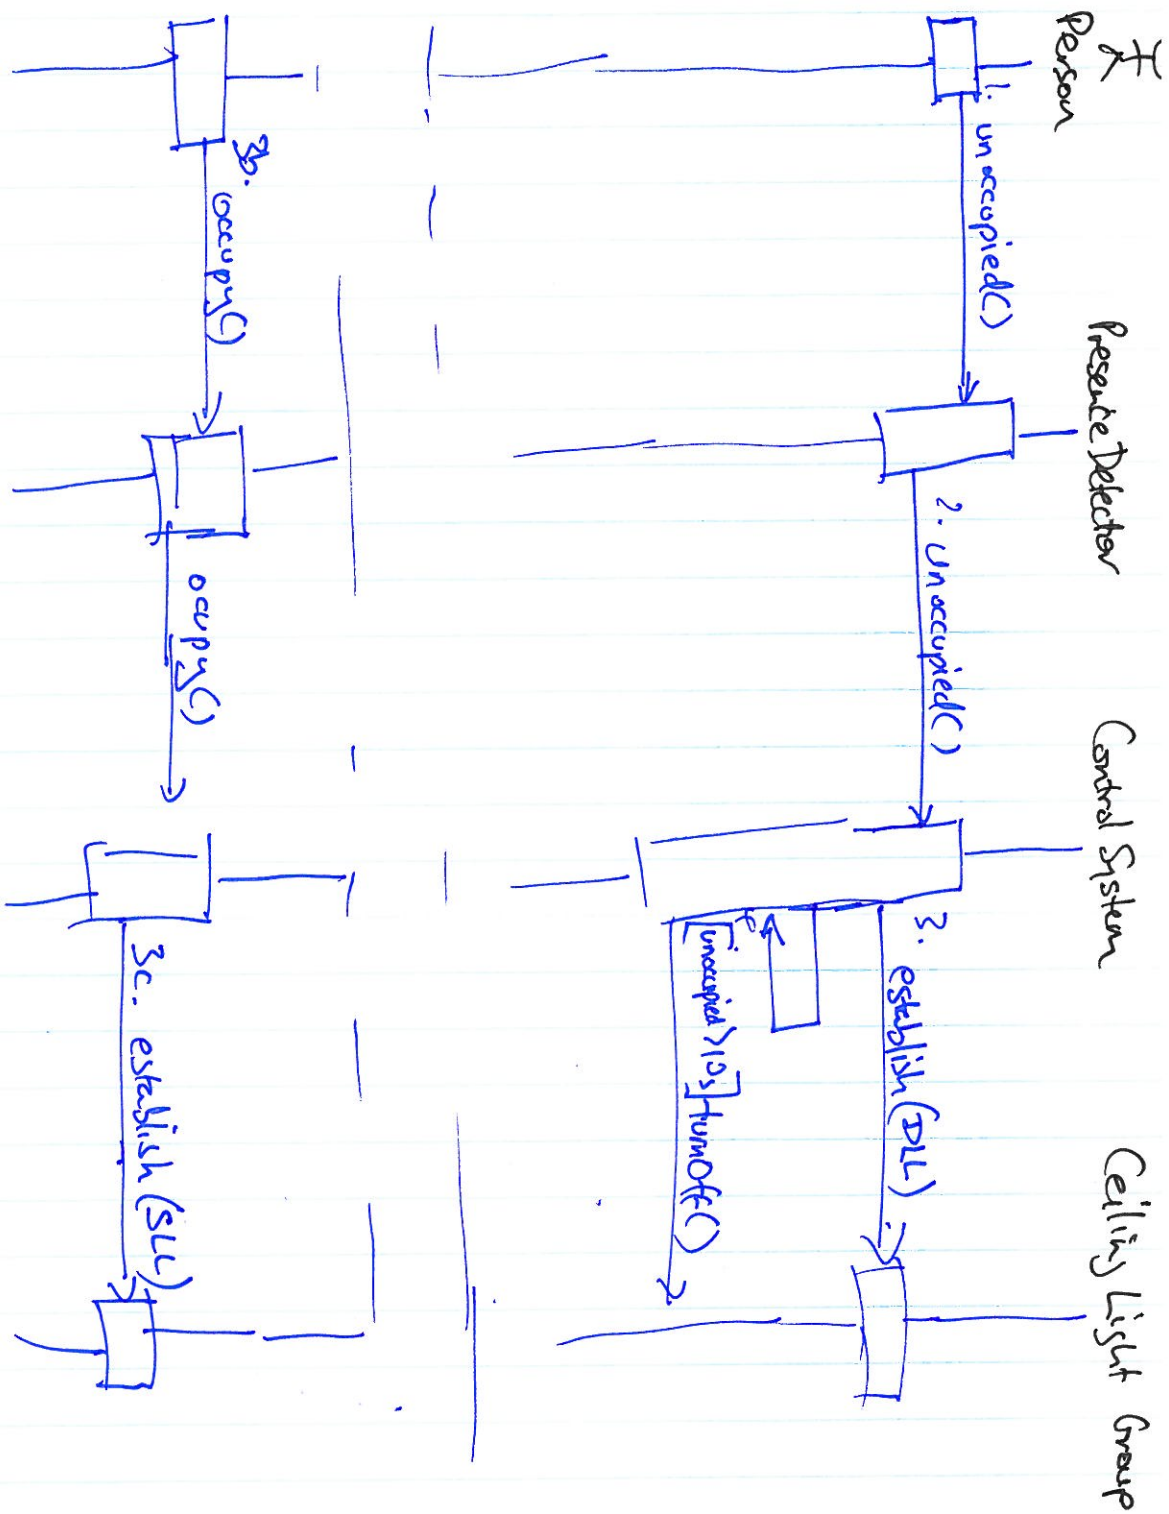 Person
Presence Detector
Control System
Ceiling Light Group
1. unoccupied()
2. unoccupied()
3. establish(DLL)
[unoccupied>10s]turnOff()
3b. occupy()
ocupy()
3c. establish(SLL)